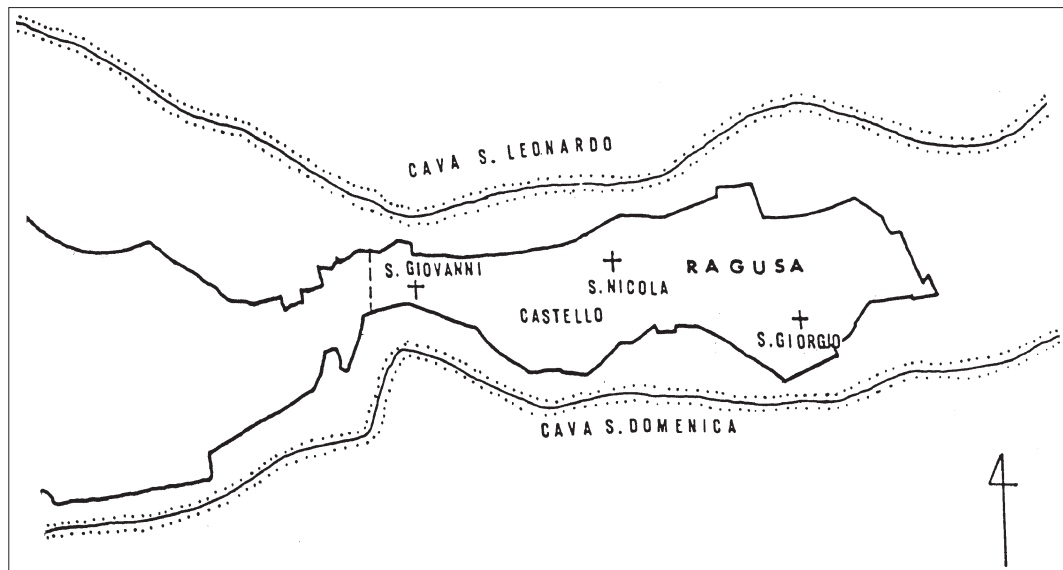 CAVA S. LEONARDO
S. GIOVANNI
RAGUSA
S. NICOLA
CASTELLO
S. GIORGIO
CAVA S. DOMENICA